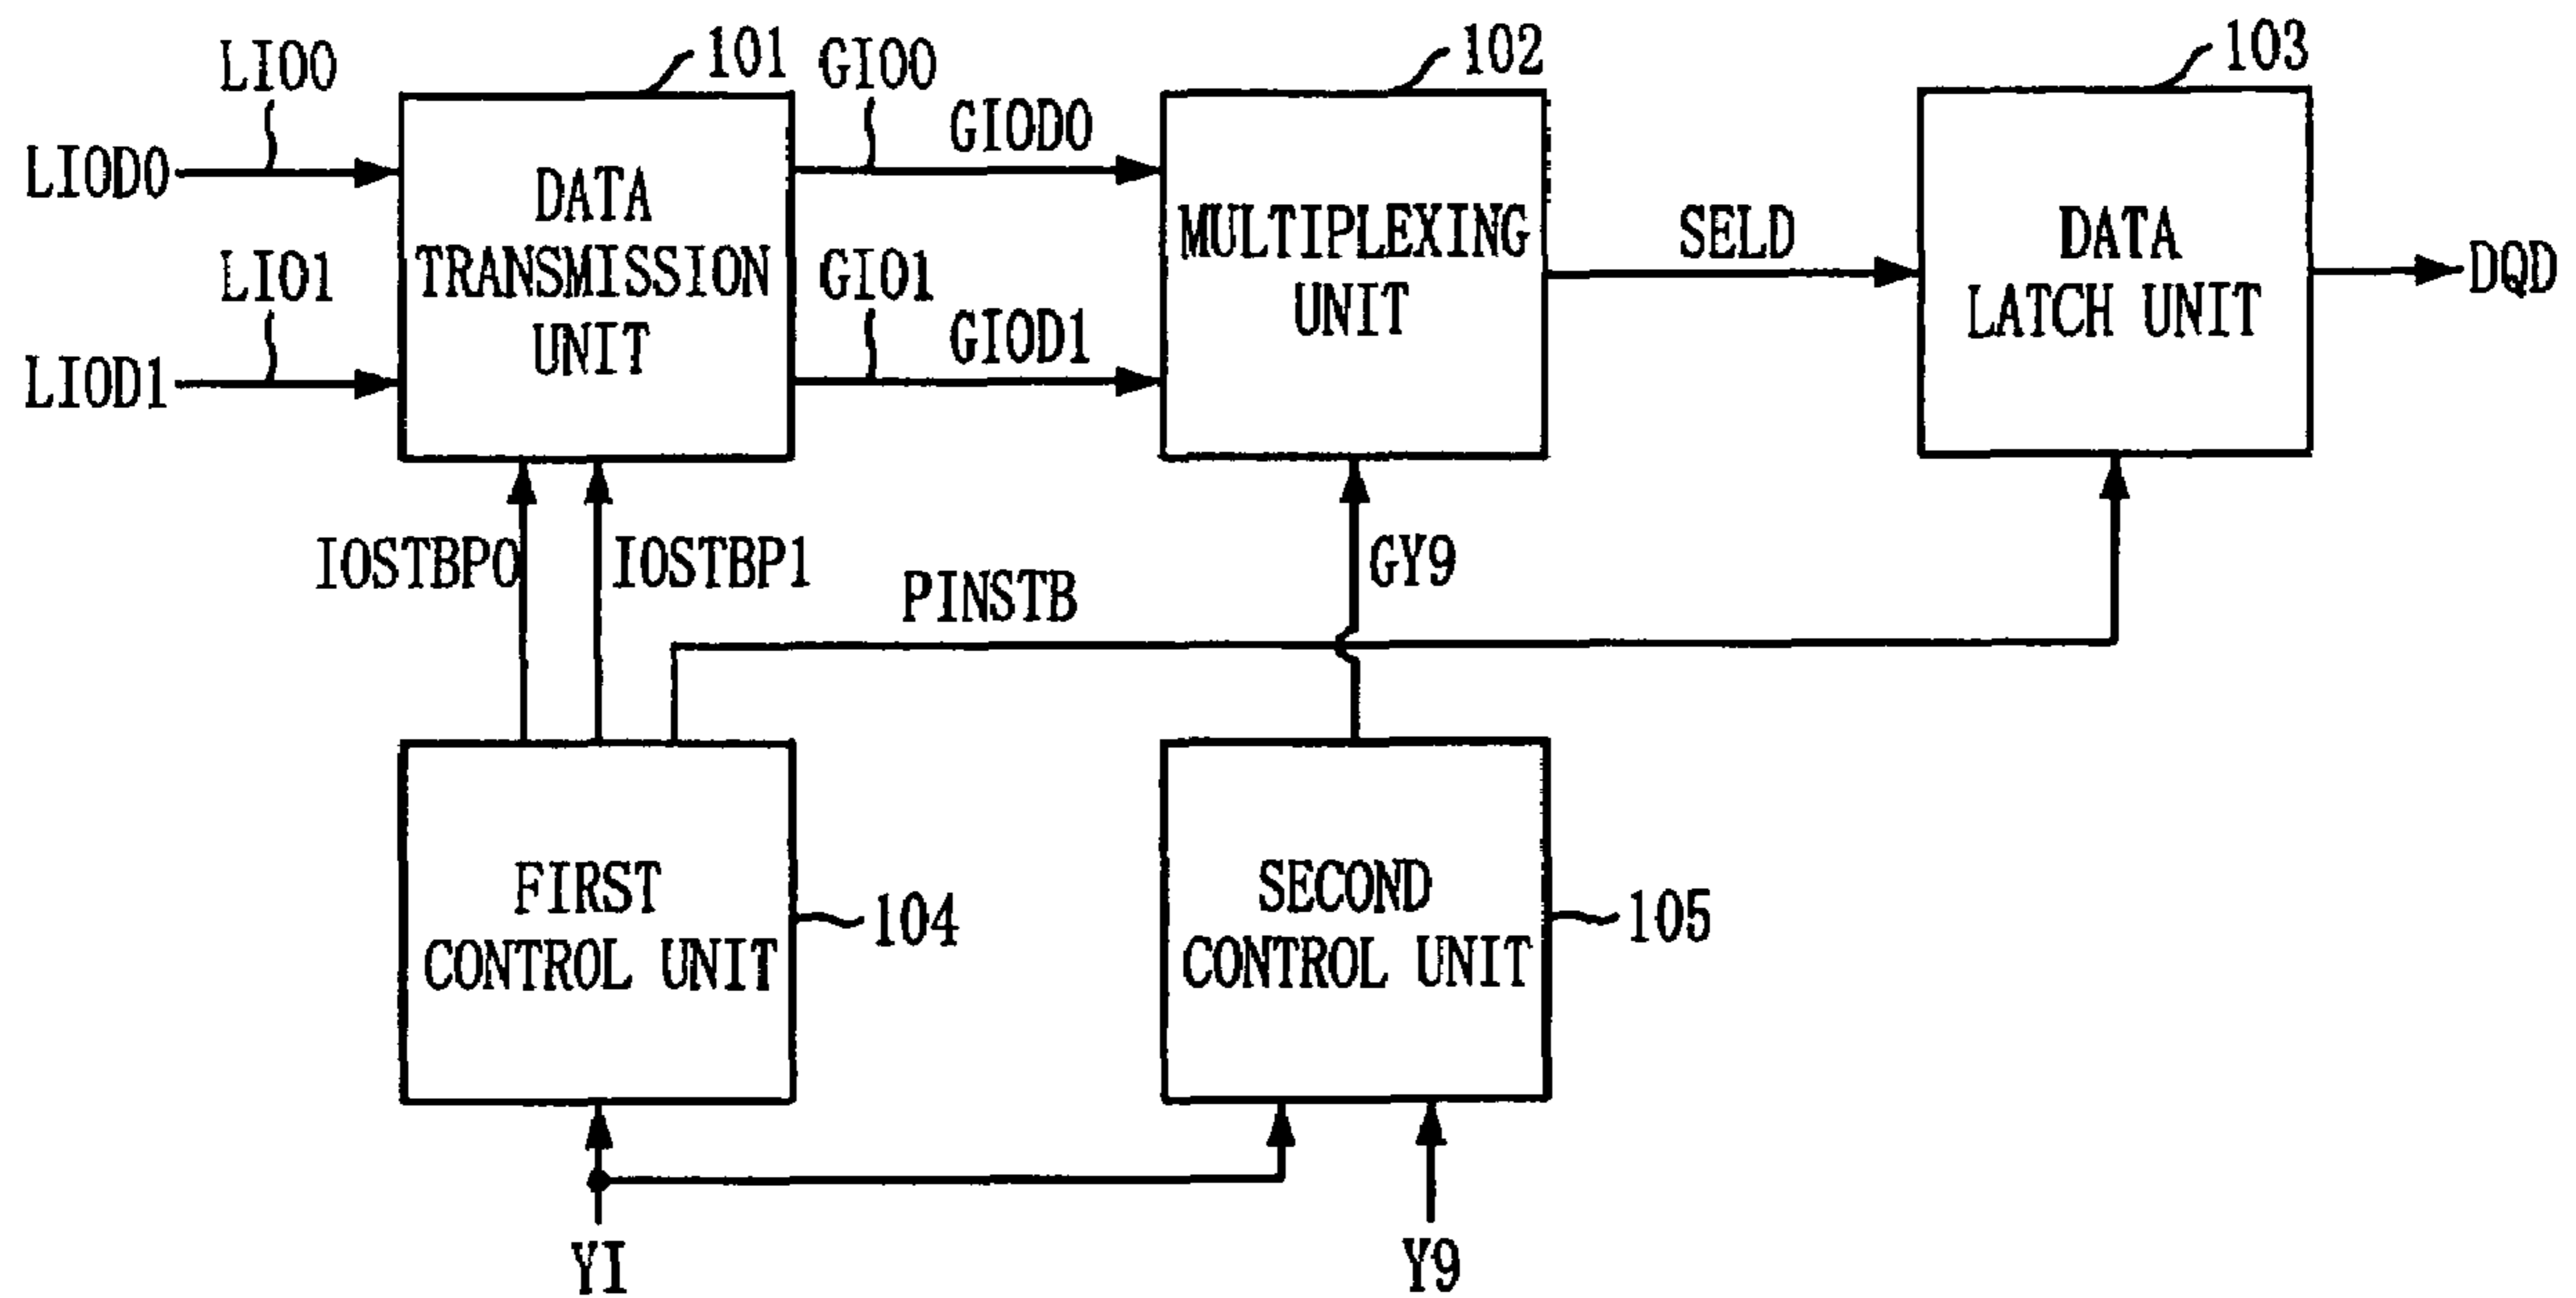 LIO0
101
GIO0
102
103
LIOD0
GIOD0
DATA
TRANSMISSION
UNIT
MULTIPLEXING
UNIT
SELD
DATA
LATCH UNIT
DQD
LIO1
GIO1
LIOD1
GIOD1
IOSTBP0
IOSTBP1
PINSTB
GY9
FIRST
CONTROL UNIT
104
SECOND
CONTROL UNIT
105
YI
Y9